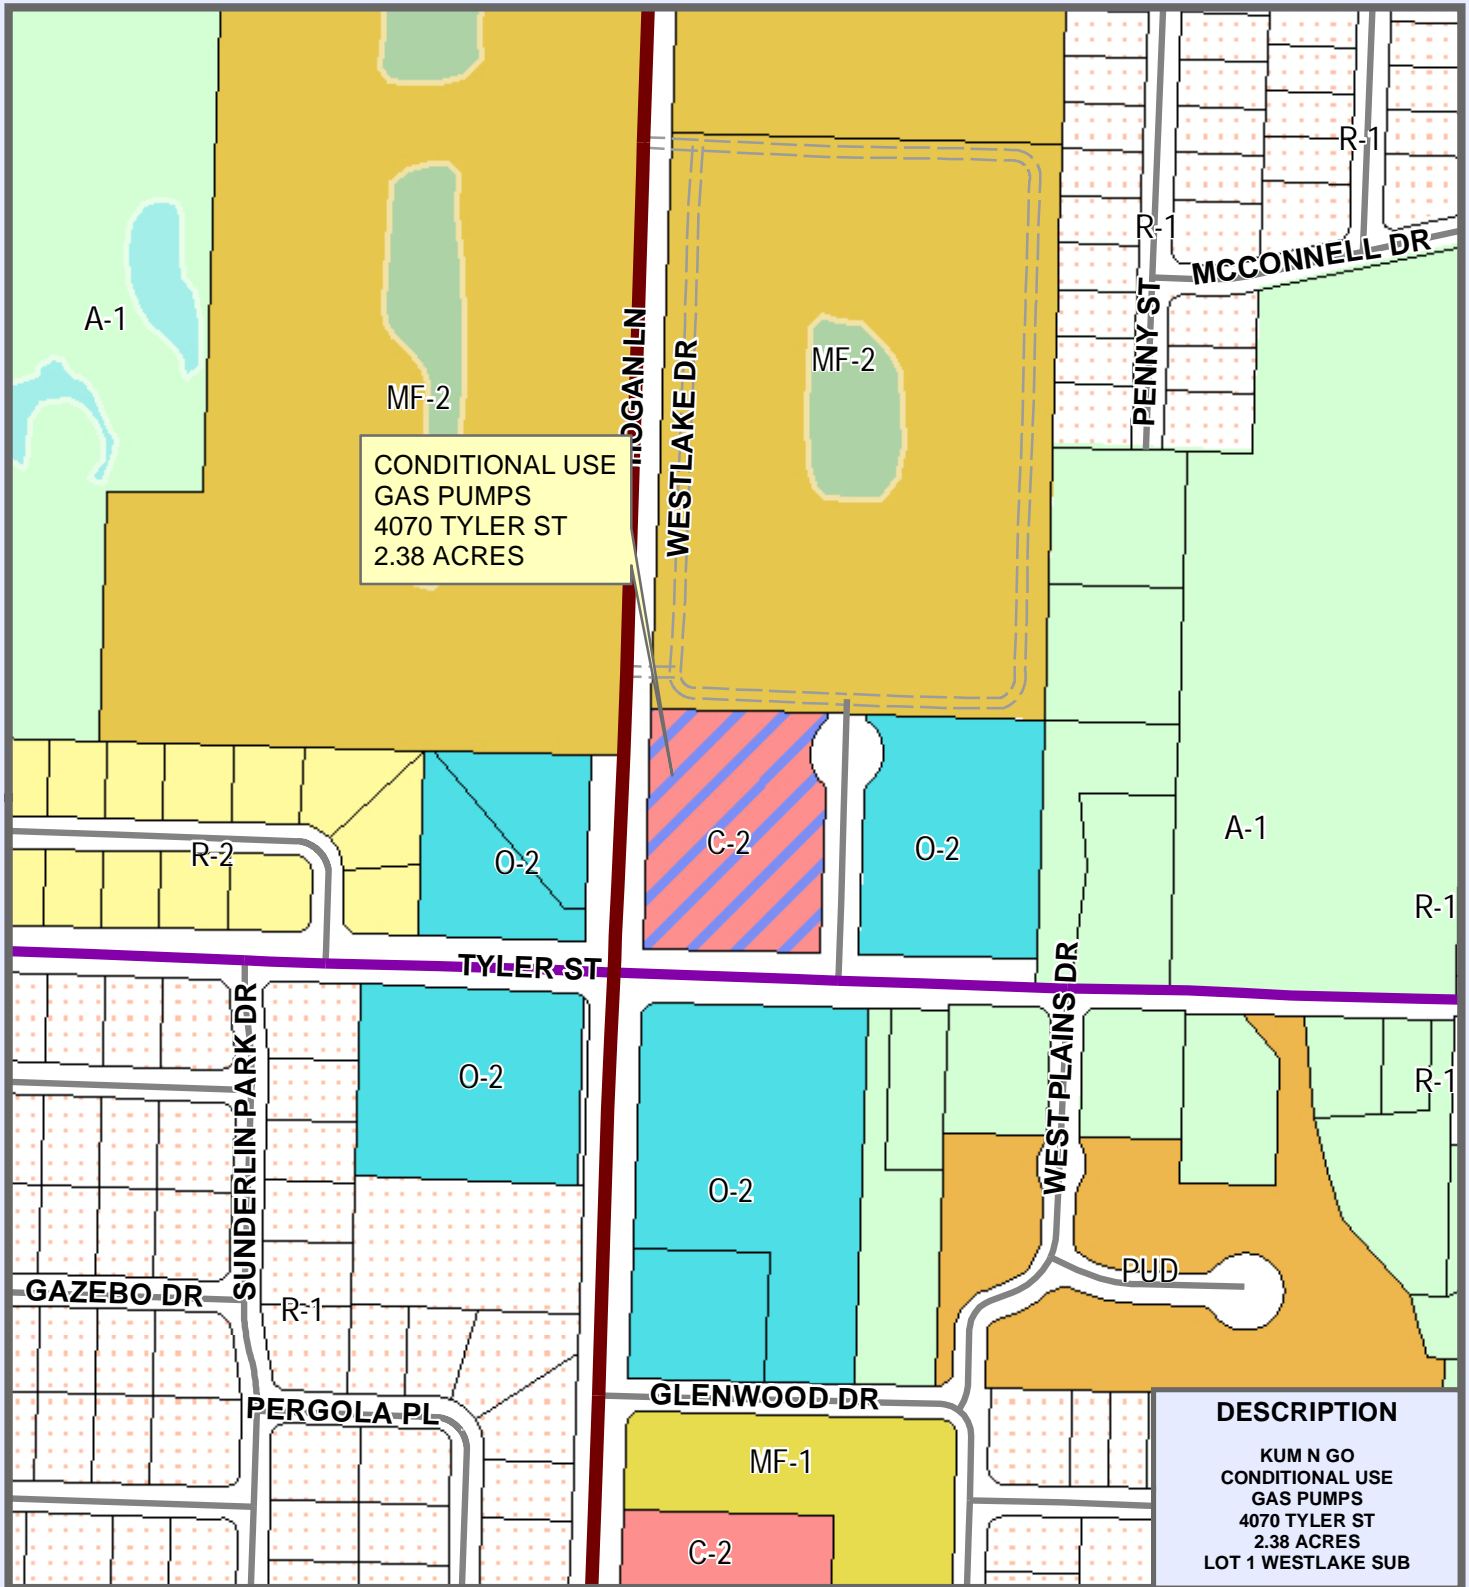 R-1
R-1
MCCONNELL DR
A-1
PENNY ST
HOGAN LN
WESTLAKE DR
MF-2
MF-2
CONDITIONAL USE
GAS PUMPS
4070 TYLER ST
2.38 ACRES
A-1
R-2
O-2
C-2
O-2
R-1
TYLER ST
WEST PLAINS DR
SUNDERLIN PARK DR
O-2
R-1
O-2
PUD
GAZEBO DR
R-1
PERGOLA PL
GLENWOOD DR
MF-1
C-2
DESCRIPTION
KUM N GO
CONDITIONAL USE
GAS PUMPS
4070 TYLER ST
2.38 ACRES
LOT 1 WESTLAKE SUB